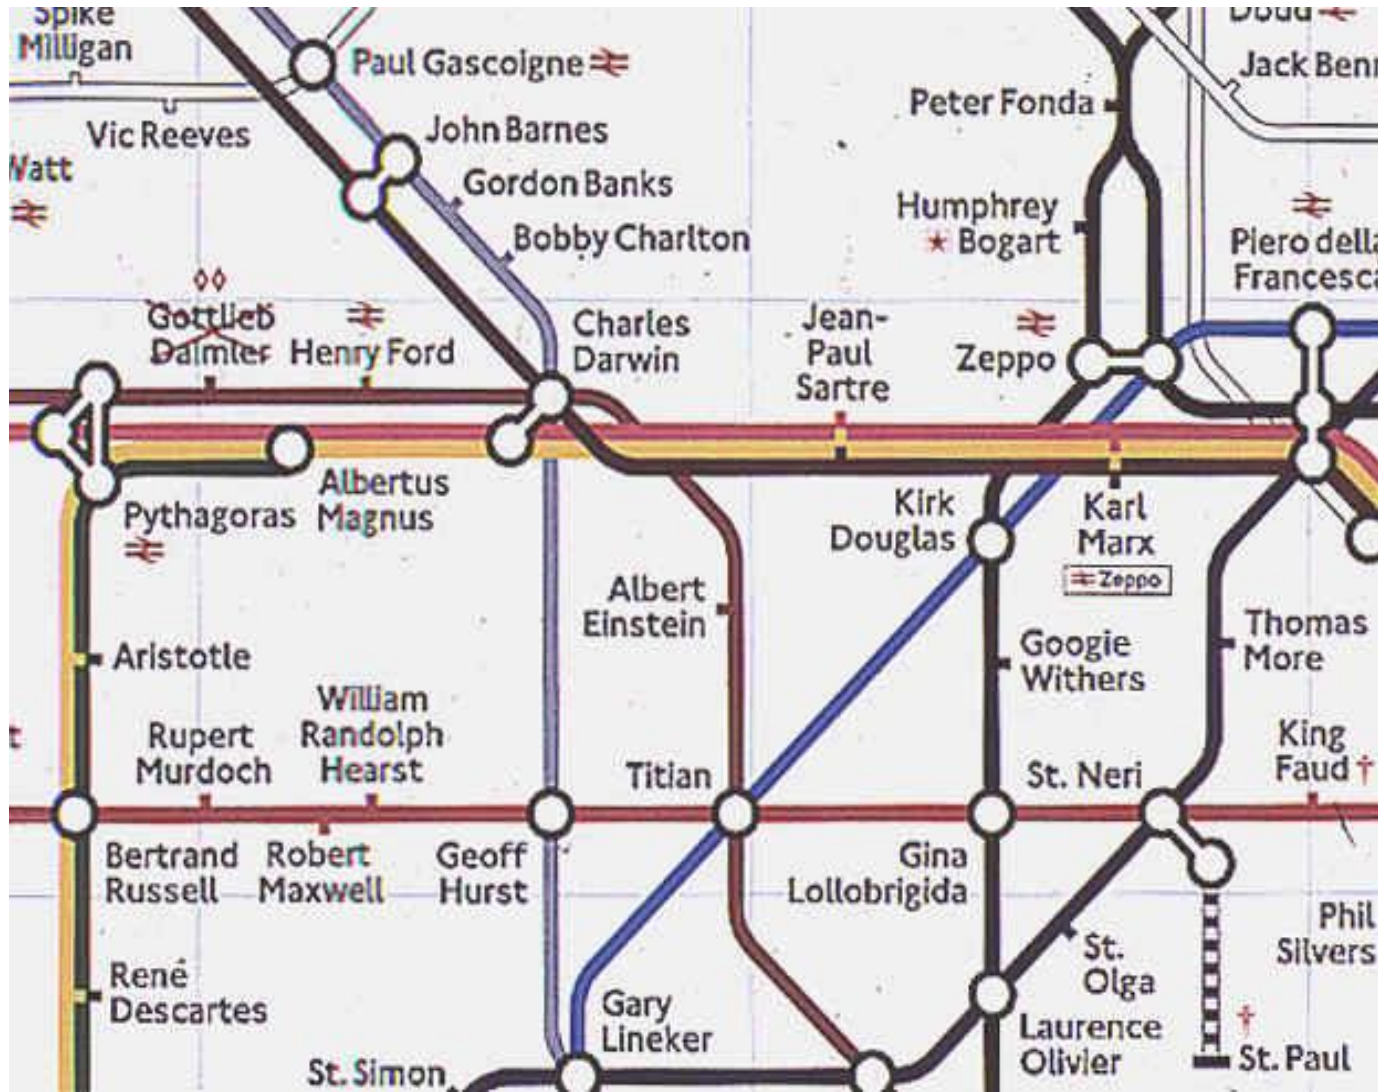 Spike
Milligan
Paul Gascoigne
Vic Reeves
John Barnes
Gordon Banks
Bobby Charlton
Watt
Peter Fonda
Dodd
Jack Benn
Humphrey
Bogart
Piero della
Francesca
Gottlieb
Daimler
Henry Ford
Charles
Darwin
Jean-
Paul
Sartre
Zeppo
Pythagoras
Albertus
Magnus
Kirk
Douglas
Karl
Marx
Zeppo
Albert
Einstein
Googie
Withers
Thomas
More
Aristotle
Rupert
Murdoch
William
Randolph
Hearst
Titian
St. Neri
King
Faud †
Bertrand
Russell
Robert
Maxwell
Geoff
Hurst
Gina
Lollobrigida
Phil
Silvers
St.
Olga
René
Descartes
Gary
Lineker
Laurence
Olivier
†
St. Paul
St. Simon